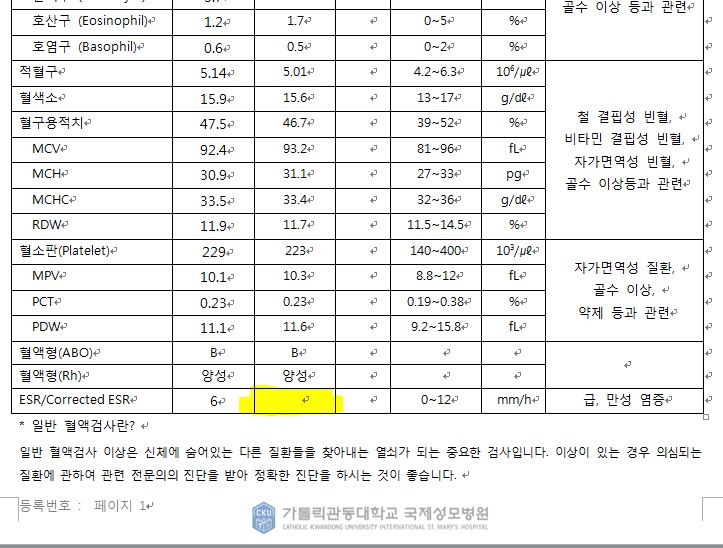 골수 이상 등과 관련
호산구 (Eosinophil) 1.2 1.7 0~5 %
호염구 (Basophil) 0.6 0.5 0~2 %
적혈구 5.14 5.01 4.2~6.3 10⁶/㎕
혈색소 15.9 15.6 13~17 g/㎗
혈구용적치 47.5 46.7 39~52 %
MCV 92.4 93.2 81~96 fL
MCH 30.9 31.1 27~33 pg
MCHC 33.5 33.4 32~36 g/㎗
RDW 11.9 11.7 11.5~14.5 %
철 결핍성 빈혈,
비타민 결핍성 빈혈,
자가면역성 빈혈,
골수 이상등과 관련
혈소판(Platelet) 229 223 140~400 10³/㎕
MPV 10.1 10.3 8.8~12 fL
PCT 0.23 0.23 0.19~0.38 %
PDW 11.1 11.6 9.2~15.8 fL
자가면역성 질환,
골수 이상,
약제 등과 관련
혈액형(ABO) B B
혈액형(Rh) 양성 양성
ESR/Corrected ESR 6 0~12 mm/h 급, 만성 염증
* 일반 혈액검사란?
일반 혈액검사 이상은 신체에 숨어있는 다른 질환들을 찾아내는 열쇠가 되는 중요한 검사입니다. 이상이 있는 경우 의심되는
질환에 관하여 관련 전문의의 진단을 받아 정확한 진단을 하시는 것이 좋습니다.
등록번호 : 페이지 1
CKU
가톨릭관동대학교 국제성모병원
CATHOLIC KWANDONG UNIVERSITY INTERNATIONAL ST. MARY'S HOSPITAL